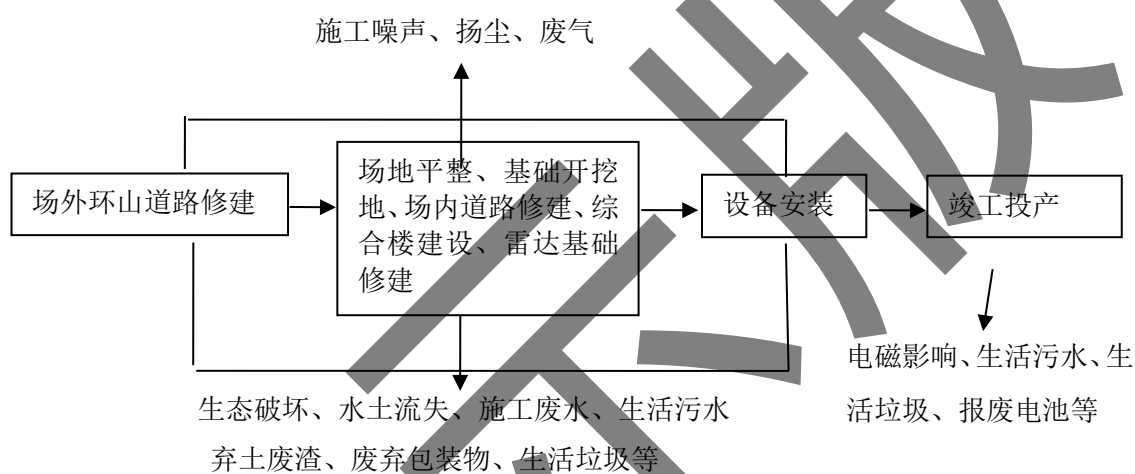 施工噪声、扬尘、废气
场外环山道路修建
场地平整、基础开挖
地、场内道路修建、综
合楼建设、雷达基础
修建
设备安装
竣工投产
电磁影响、生活污水、生
活垃圾、报废电池等
生态破坏、水土流失、施工废水、生活污水
弃土废渣、废弃包装物、生活垃圾等